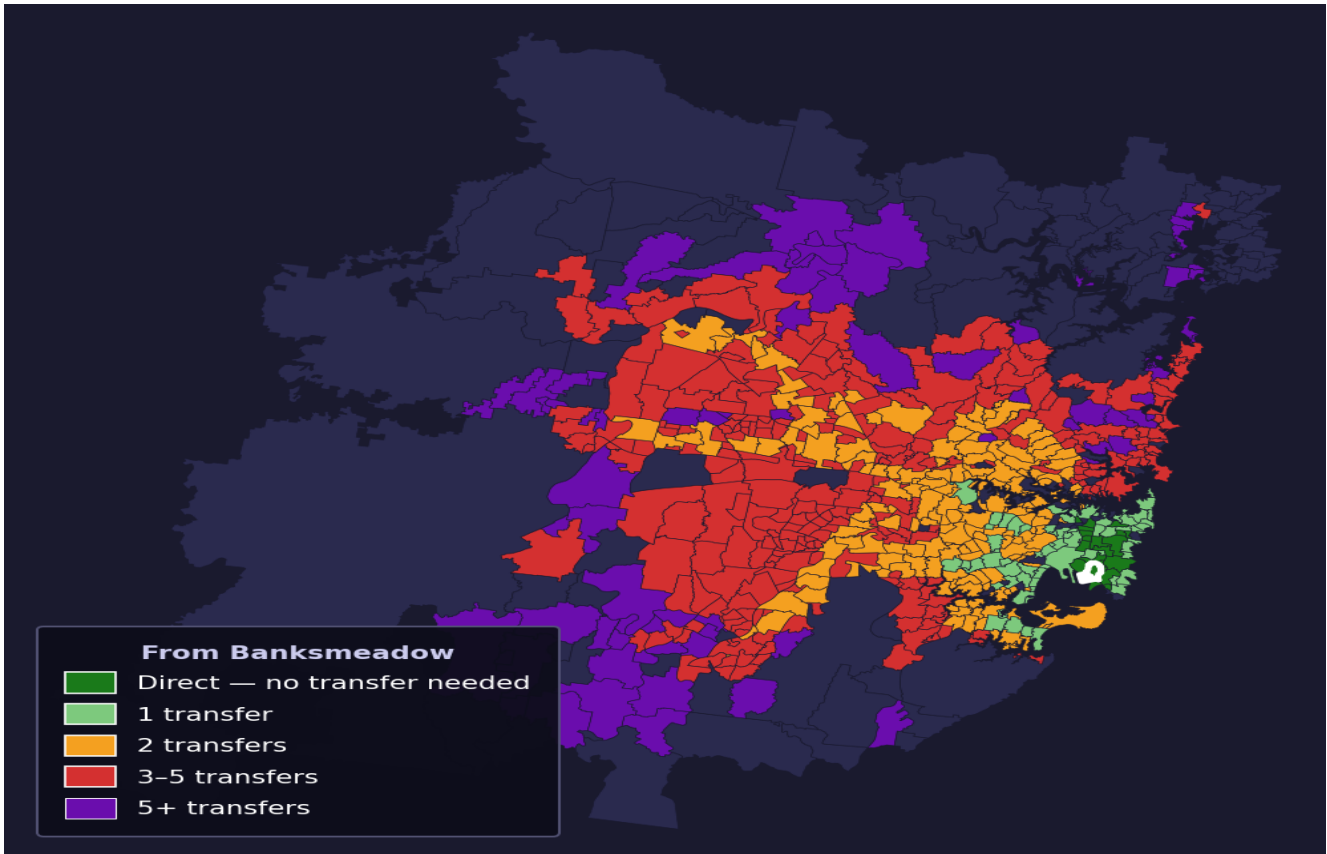 From Banksmeadow
Direct — no transfer needed
1 transfer
2 transfers
3–5 transfers
5+ transfers